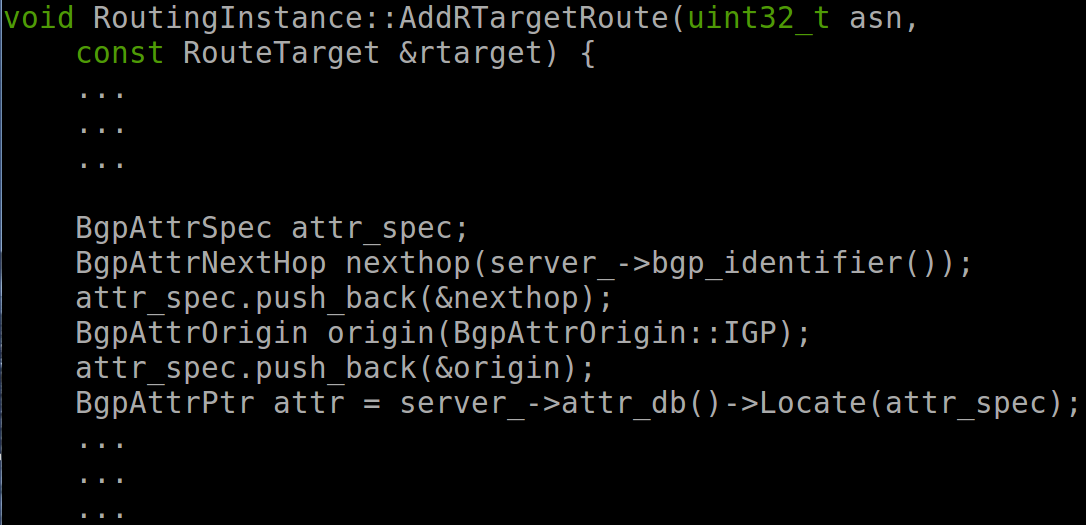 void RoutingInstance::AddRTargetRoute(uint32_t asn,
    const RouteTarget &rtarget) {
    ...
    ...
    ...

    BgpAttrSpec attr_spec;
    BgpAttrNextHop nexthop(server_->bgp_identifier());
    attr_spec.push_back(&nexthop);
    BgpAttrOrigin origin(BgpAttrOrigin::IGP);
    attr_spec.push_back(&origin);
    BgpAttrPtr attr = server_->attr_db()->Locate(attr_spec);
    ...
    ...
    ...